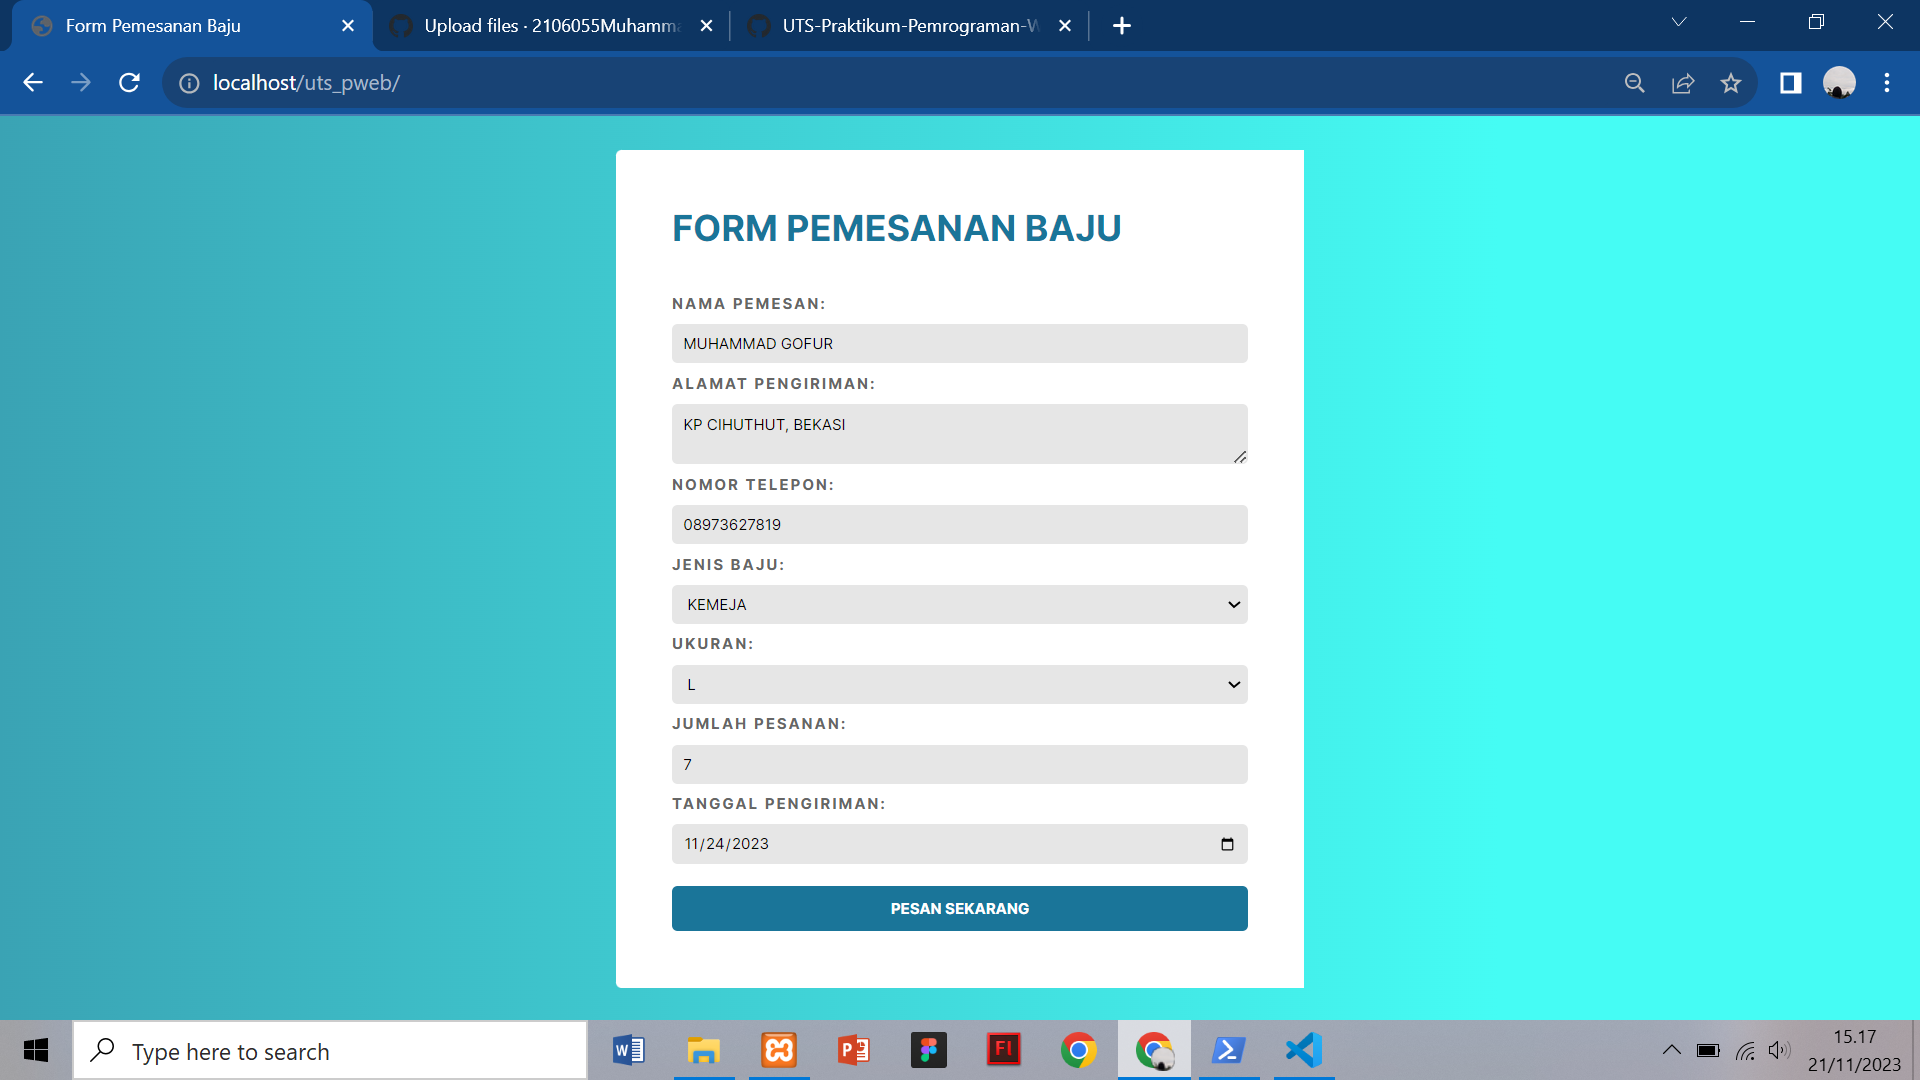 Form Pemesanan Baju
Upload files · 2106055Muhamma
UTS-Praktikum-Pemrograman-W
localhost/uts_pweb/
FORM PEMESANAN BAJU
NAMA PEMESAN:
MUHAMMAD GOFUR
ALAMAT PENGIRIMAN:
KP CIHUTHUT, BEKASI
NOMOR TELEPON:
08973627819
JENIS BAJU:
KEMEJA
UKURAN:
L
JUMLAH PESANAN:
7
TANGGAL PENGIRIMAN:
11/24/2023
PESAN SEKARANG
Type here to search
15.17
21/11/2023